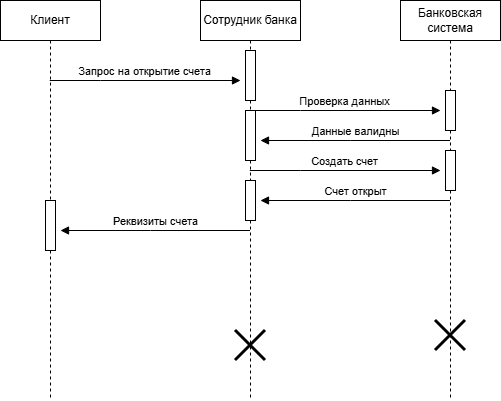 Клиент
Сотрудник банка
Банковская
система
Запрос на открытие счета
Проверка данных
Данные валидны
Создать счет
Счет открыт
Реквизиты счета